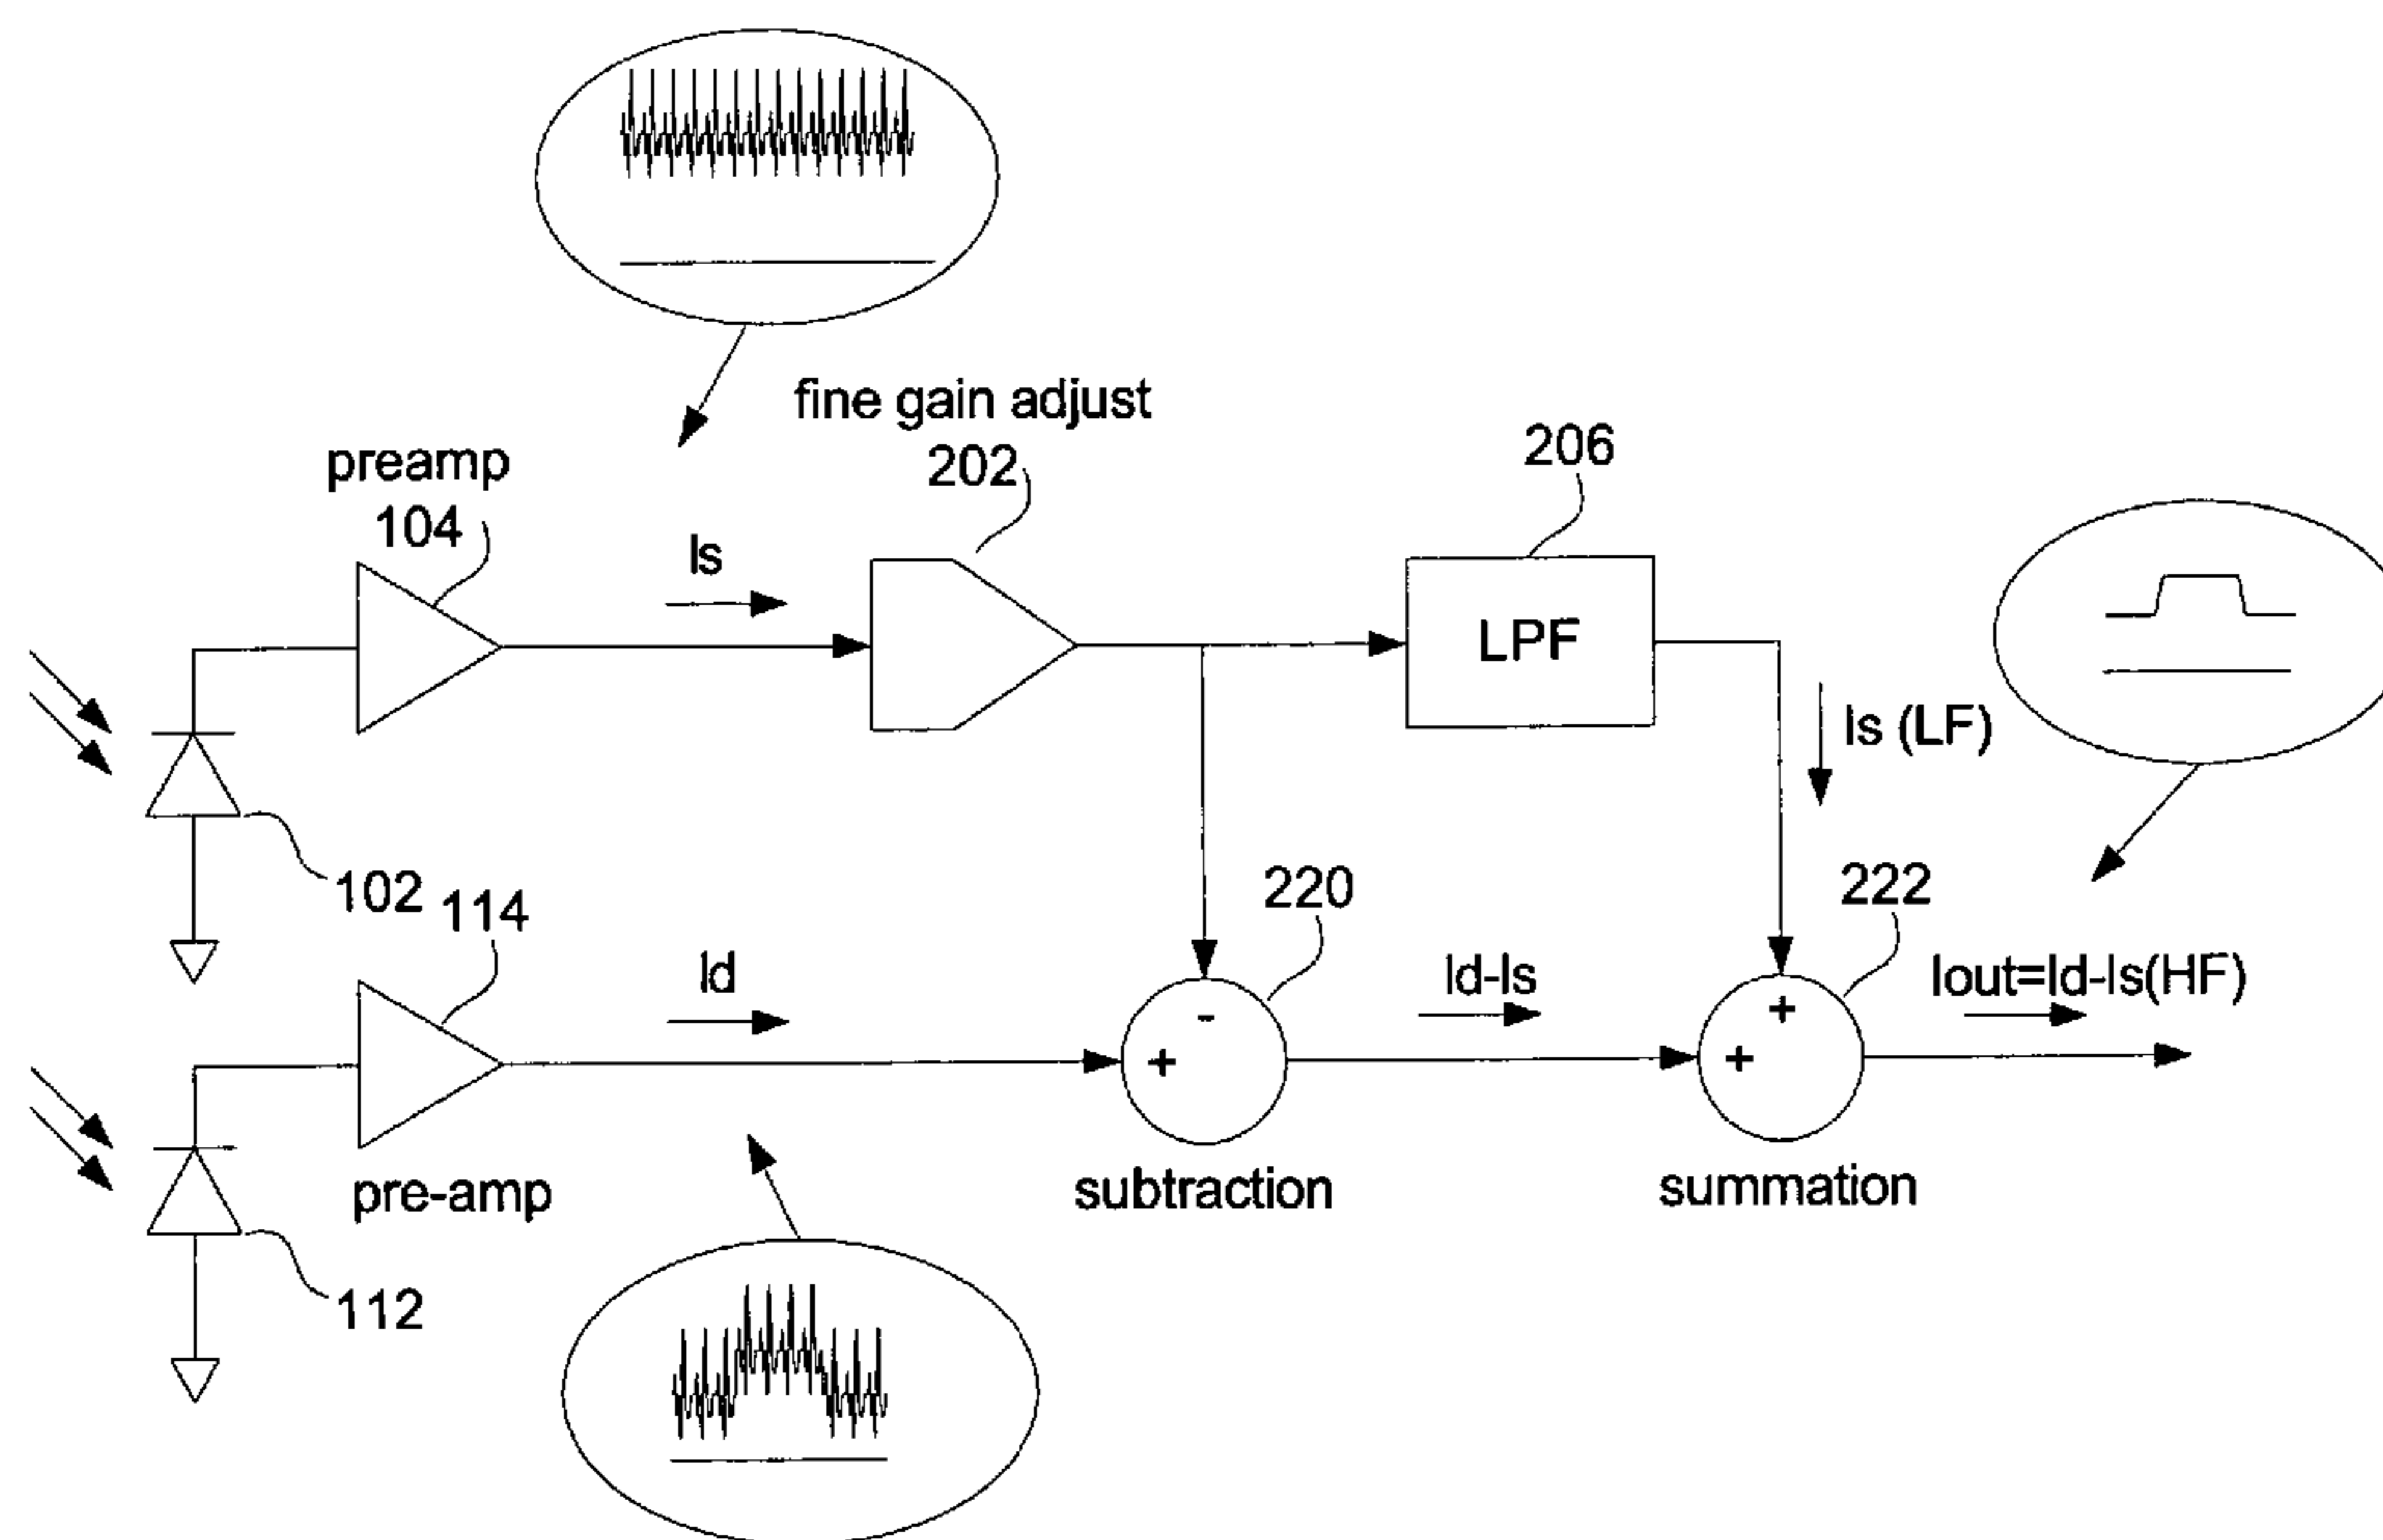 fine gain adjust
202
206
preamp
104
Is
LPF
Is (LF)
102
114
220
222
Id
Id-Is
Iout=Id-Is(HF)
-
+
+
+
pre-amp
subtraction
summation
112